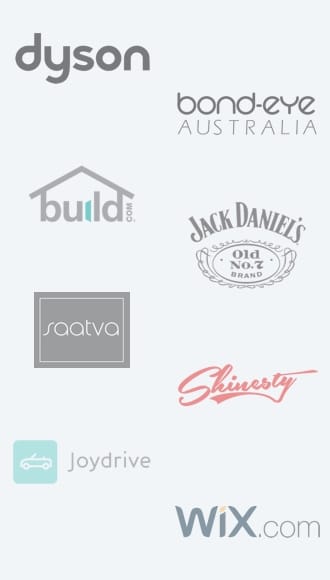 dyson
bond-eye
AUSTRALIA
build.com
JACK DANIEL'S
Old
No.7
BRAND
saatva
Shinesty
Joydrive
WiX.com